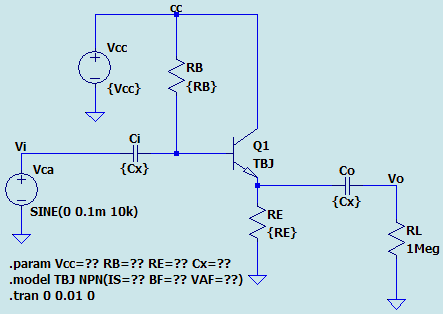 cc
Vcc
{Vcc}
RB
{RB}
Q1
TBJ
Vi
Ci
{Cx}
Vca
SINE(0 0.1m 10k)
Co
{Cx}
Vo
RE
{RE}
RL
1Meg
.param Vcc=?? RB=?? RE=?? Cx=??
.model TBJ NPN(IS=?? BF=?? VAF=??)
.tran 0 0.01 0